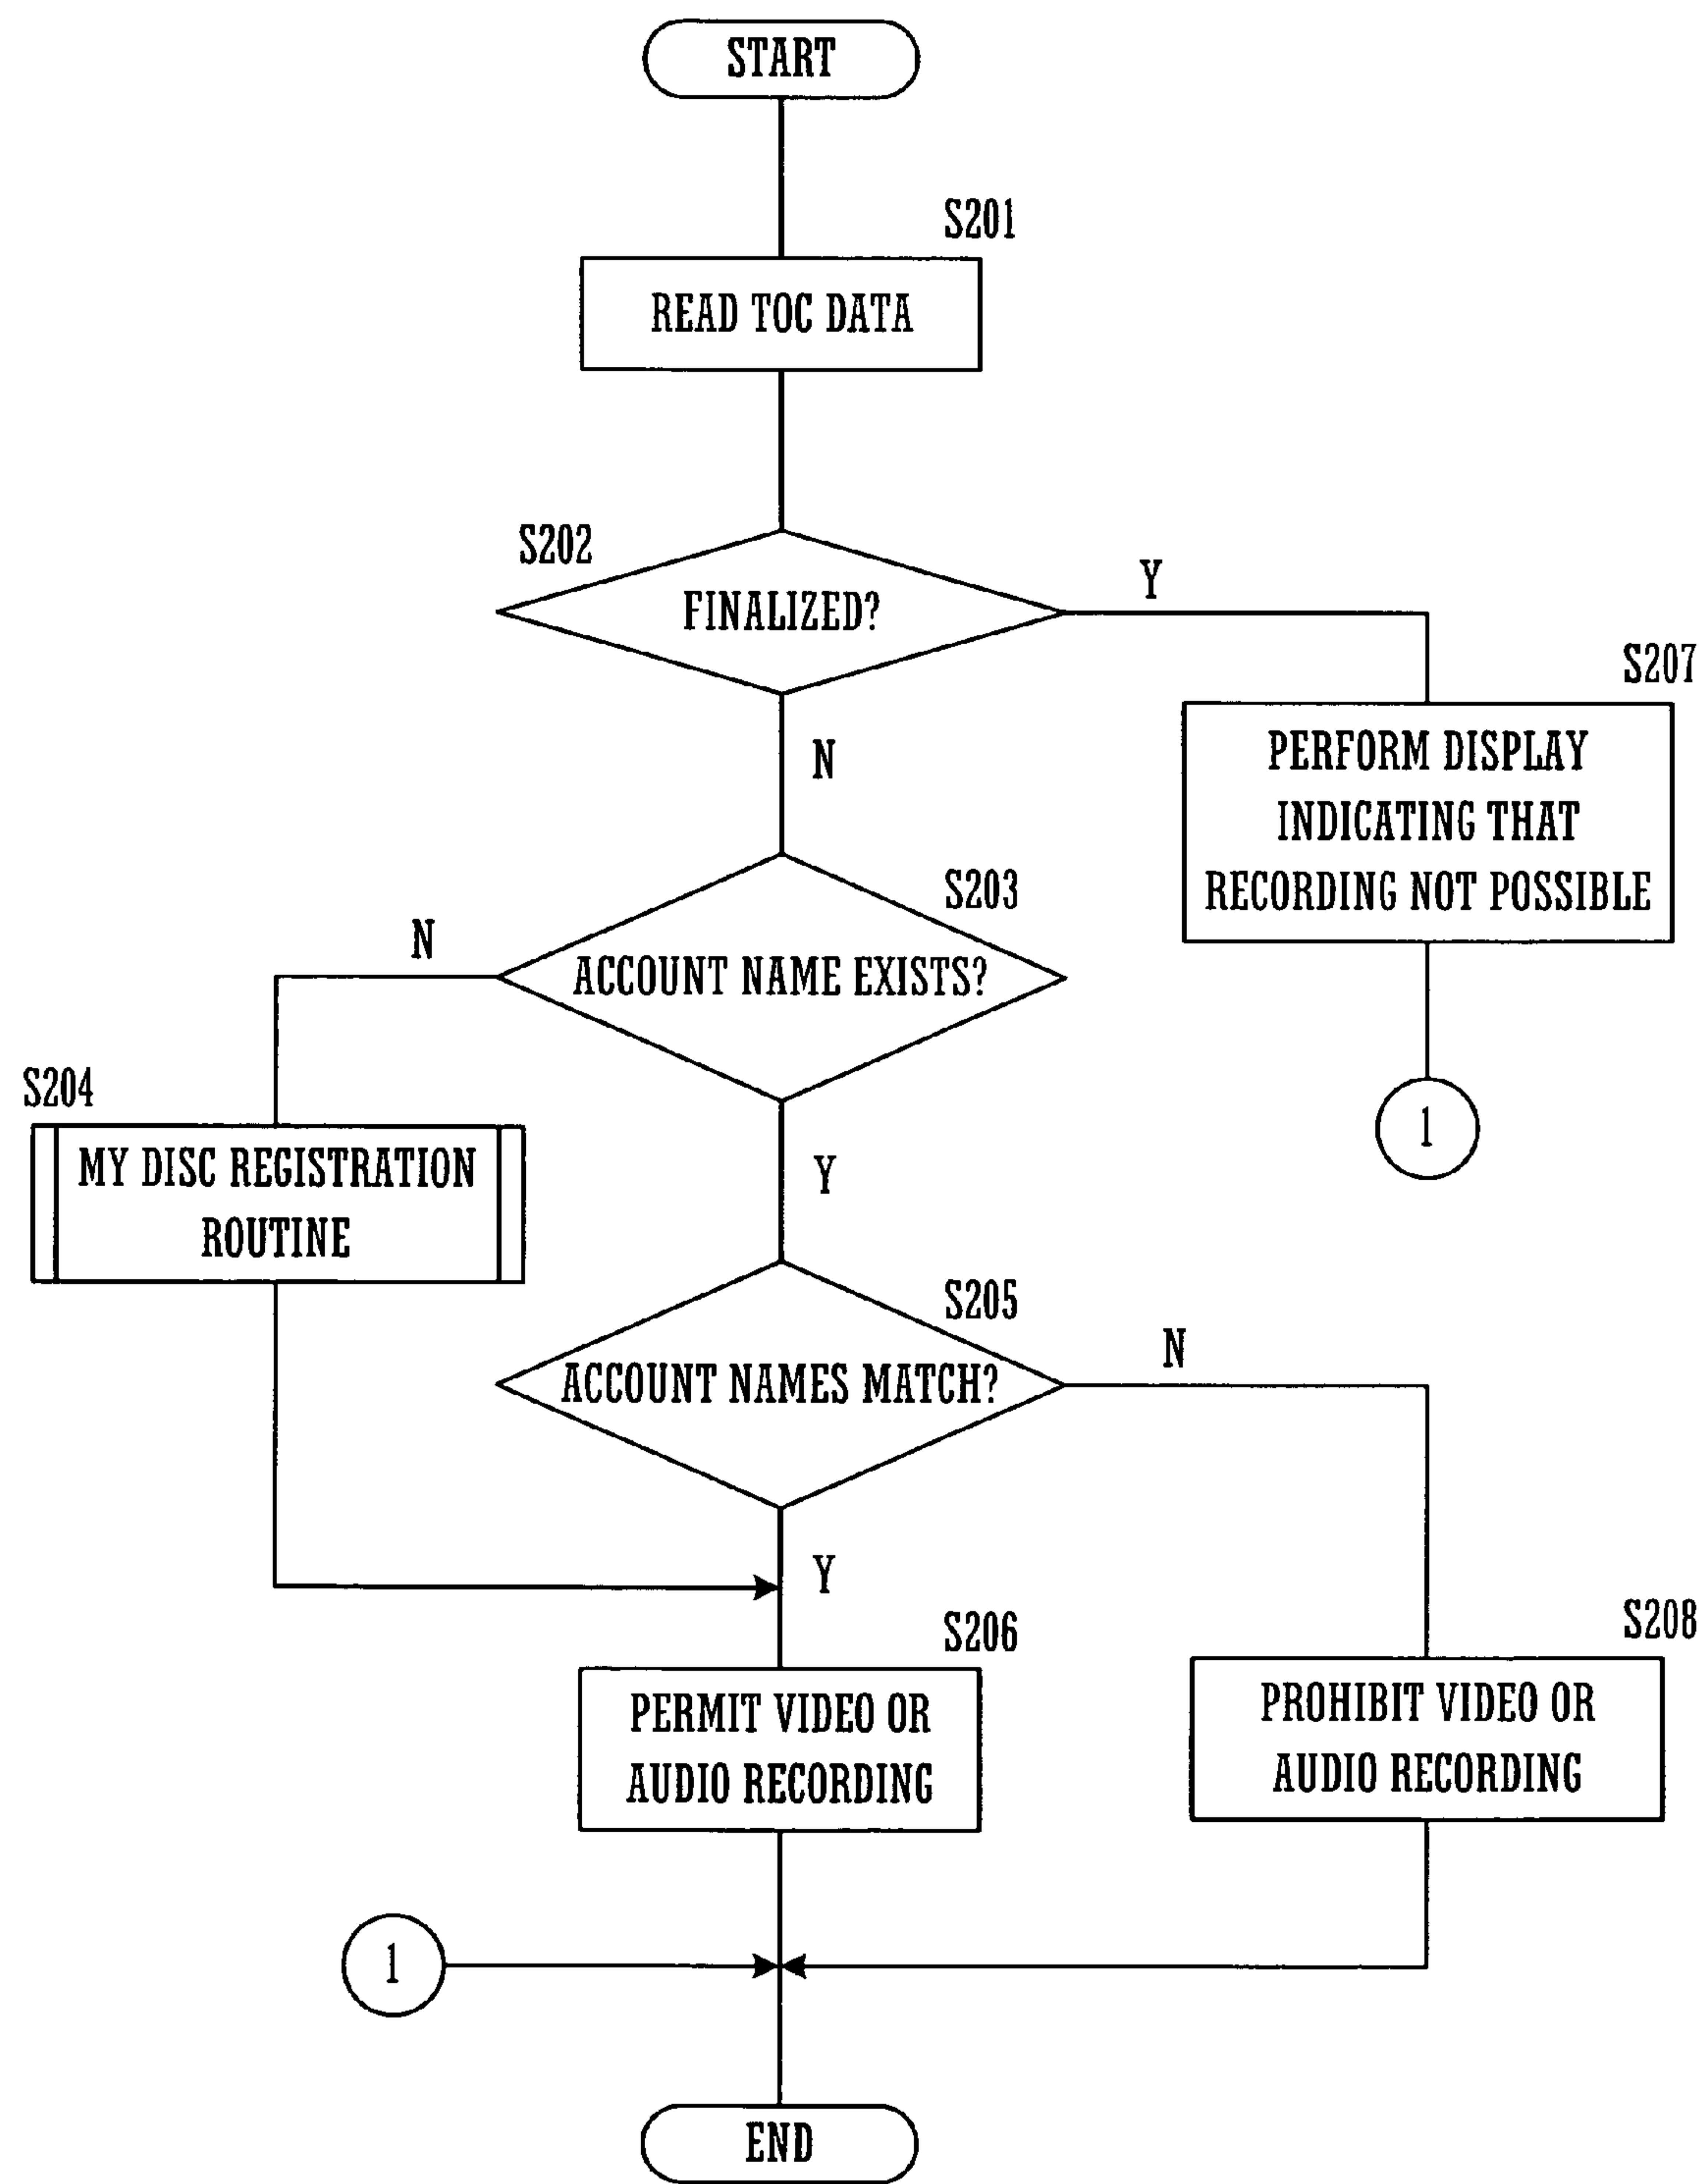 START
S201
READ TOC DATA
S202
FINALIZED?
Y
S207
PERFORM DISPLAY
INDICATING THAT
RECORDING NOT POSSIBLE
N
S203
N
ACCOUNT NAME EXISTS?
S204
MY DISC REGISTRATION
ROUTINE
1
Y
S205
ACCOUNT NAMES MATCH?
N
Y
S206
PERMIT VIDEO OR
AUDIO RECORDING
S208
PROHIBIT VIDEO OR
AUDIO RECORDING
1
END